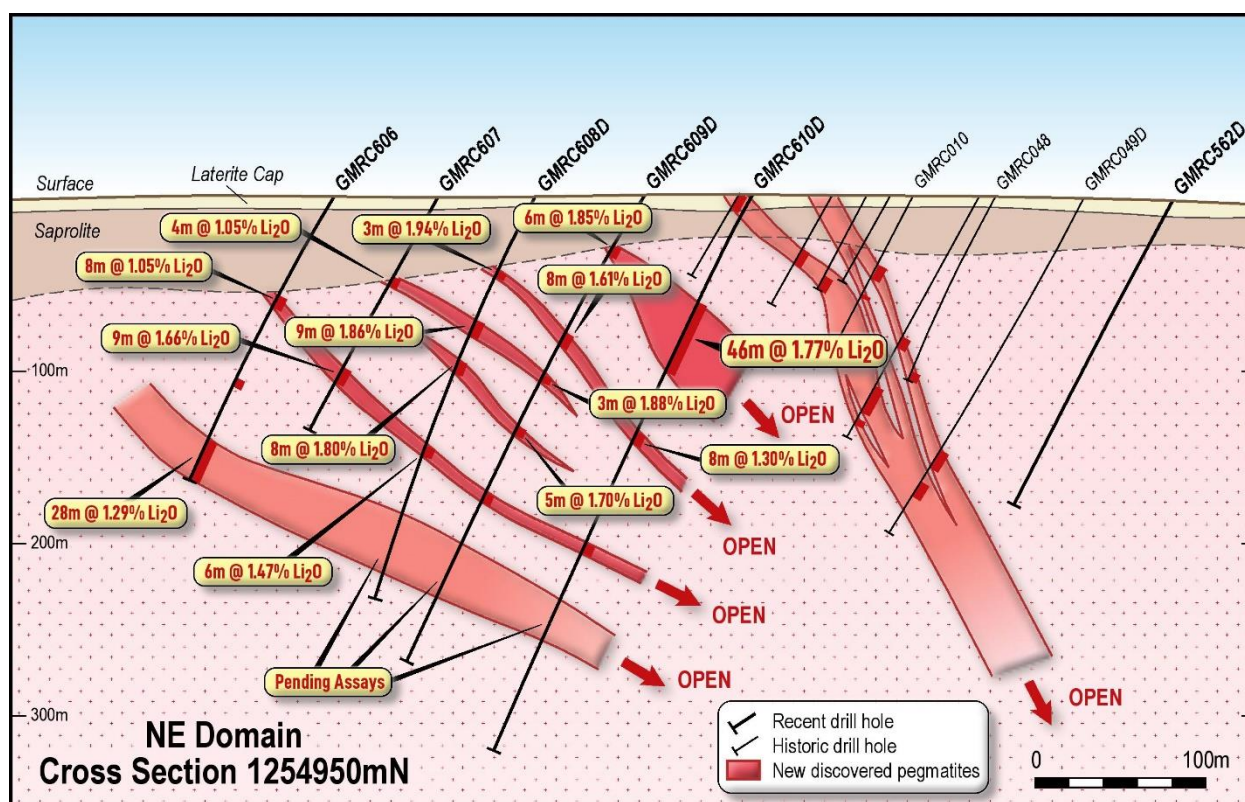 GMRC606
GMRC607
GMRC608D
GMRC609D
GMRC610D
GMRC010
GMRC048
GMRC049D
GMRC562D
Surface
Laterite Cap
Saprolite
4m @ 1.05% Li2O
3m @ 1.94% Li2O
6m @ 1.85% Li2O
8m @ 1.05% Li2O
8m @ 1.61% Li2O
9m @ 1.66% Li2O
9m @ 1.86% Li2O
46m @ 1.77% Li2O
-100m
3m @ 1.88% Li2O
OPEN
8m @ 1.80% Li2O
8m @ 1.30% Li2O
28m @ 1.29% Li2O
5m @ 1.70% Li2O
OPEN
-200m
6m @ 1.47% Li2O
OPEN
Pending Assays
OPEN
OPEN
-300m
NE Domain
Cross Section 1254950mN
Recent drill hole
Historic drill hole
New discovered pegmatites
0 100m